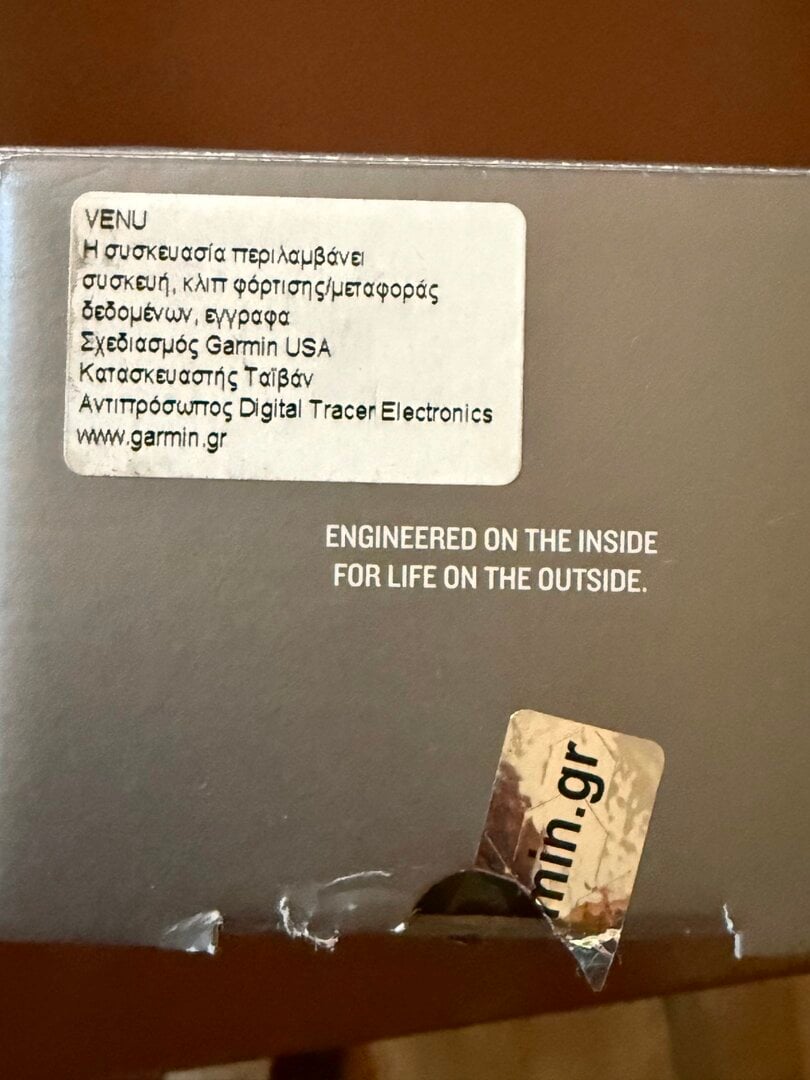 VENU
Η συσκευασία περιλαμβάνει
συσκευή, κλιπ φόρτισης/μεταφοράς
δεδομένων, εγγραφα
Σχεδιασμός Garmin USA
Κατασκευαστής Ταϊβάν
Αντιπρόσωπος Digital Tracer Electronics
www.garmin.gr
ENGINEERED ON THE INSIDE
FOR LIFE ON THE OUTSIDE.
min.gr